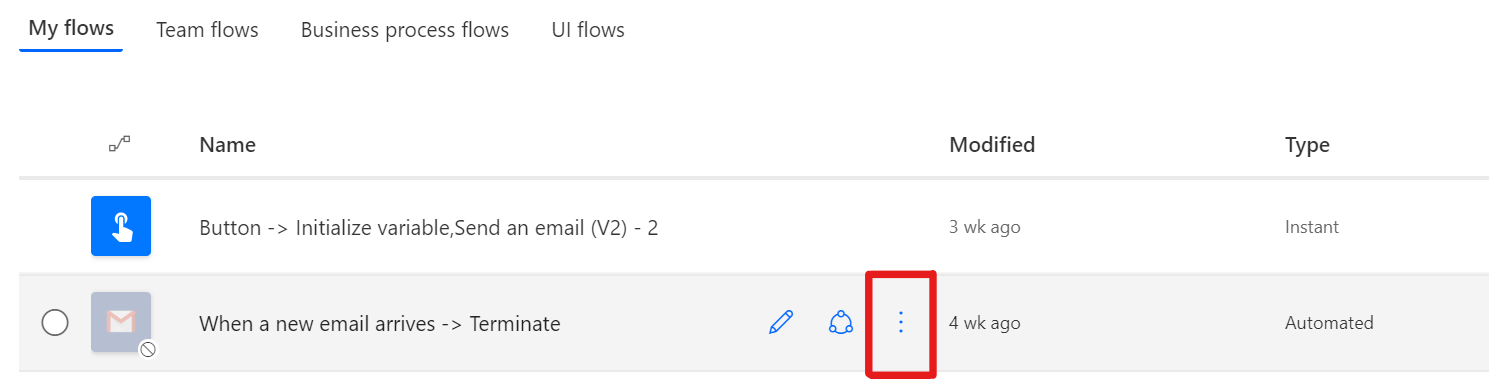 My flows Team flows Business process flows UI flows
Name Modified Type
Button -> Initialize variable,Send an email (V2) - 2 3 wk ago Instant
When a new email arrives -> Terminate 4 wk ago Automated